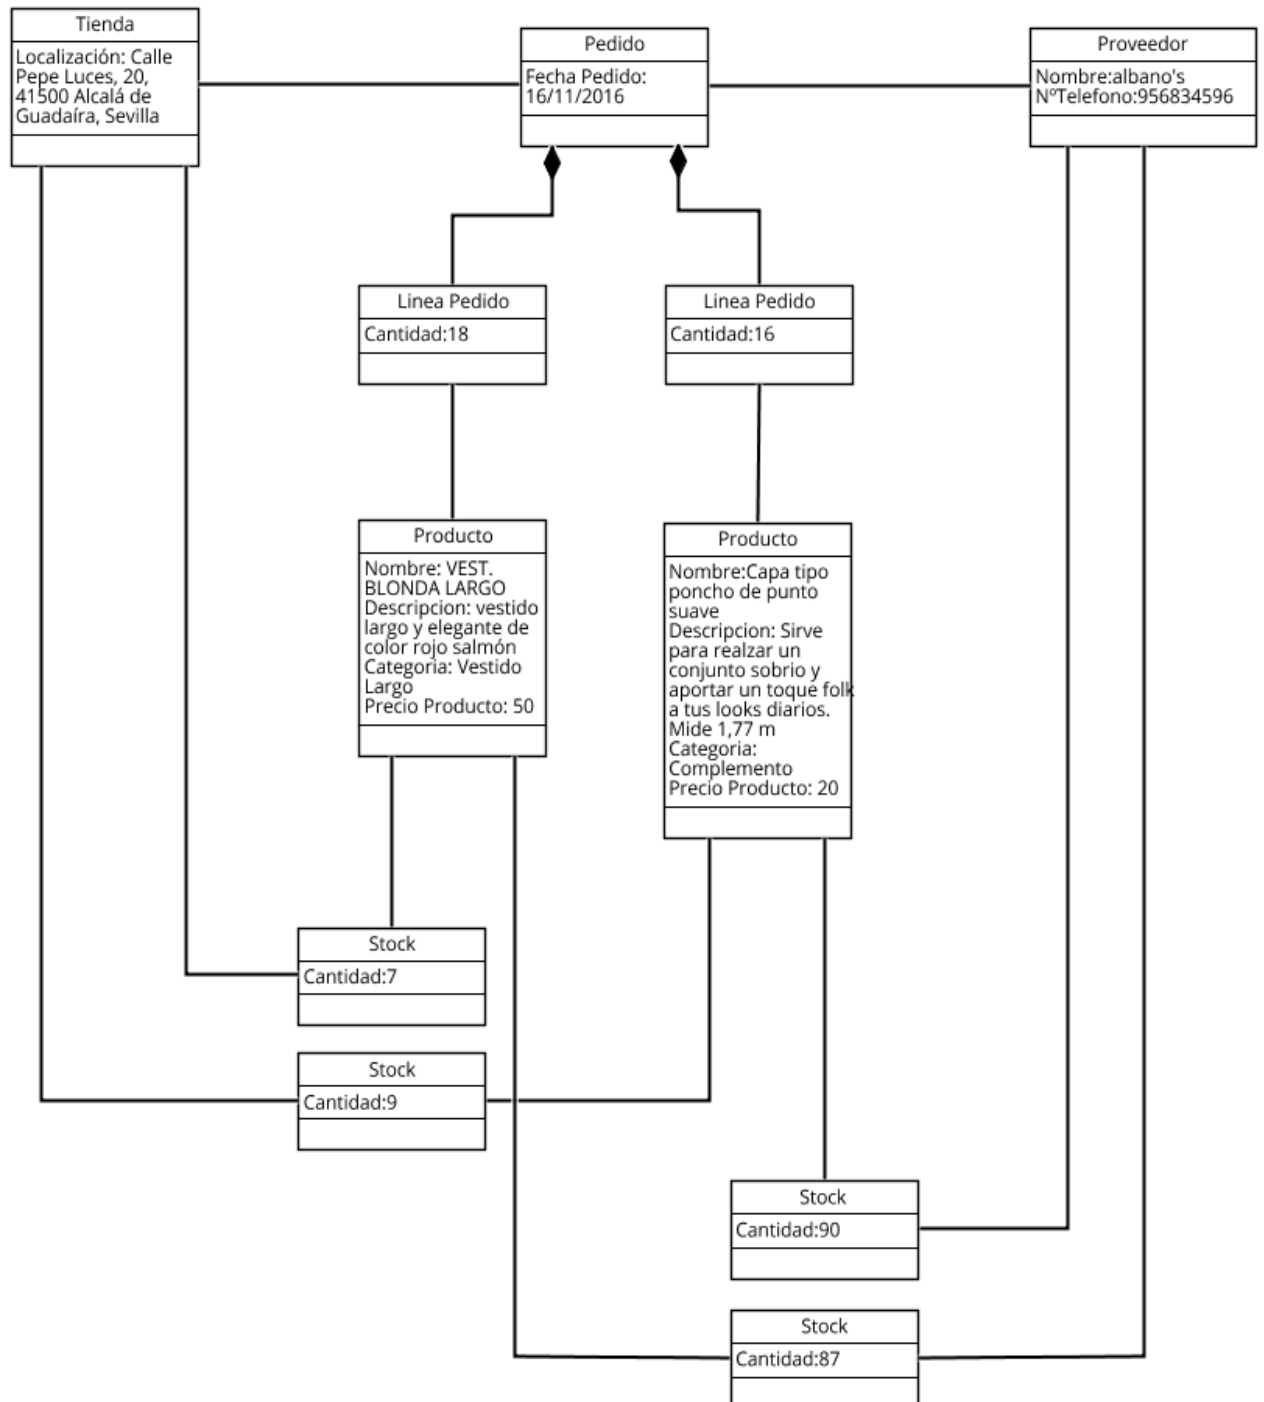 Tienda
Localización: Calle
Pepe Luces, 20,
41500 Alcalá de
Guadaíra, Sevilla
Pedido
Fecha Pedido:
16/11/2016
Proveedor
Nombre:albano's
NºTelefono:956834596
Linea Pedido
Cantidad:18
Linea Pedido
Cantidad:16
Producto
Nombre: VEST.
BLONDA LARGO
Descripcion: vestido
largo y elegante de
color rojo salmón
Categoria: Vestido
Largo
Precio Producto: 50
Producto
Nombre:Capa tipo
poncho de punto
suave
Descripcion: Sirve
para realzar un
conjunto sobrio y
aportar un toque folk
a tus looks diarios.
Mide 1,77 m
Categoria:
Complemento
Precio Producto: 20
Stock
Cantidad:7
Stock
Cantidad:9
Stock
Cantidad:90
Stock
Cantidad:87